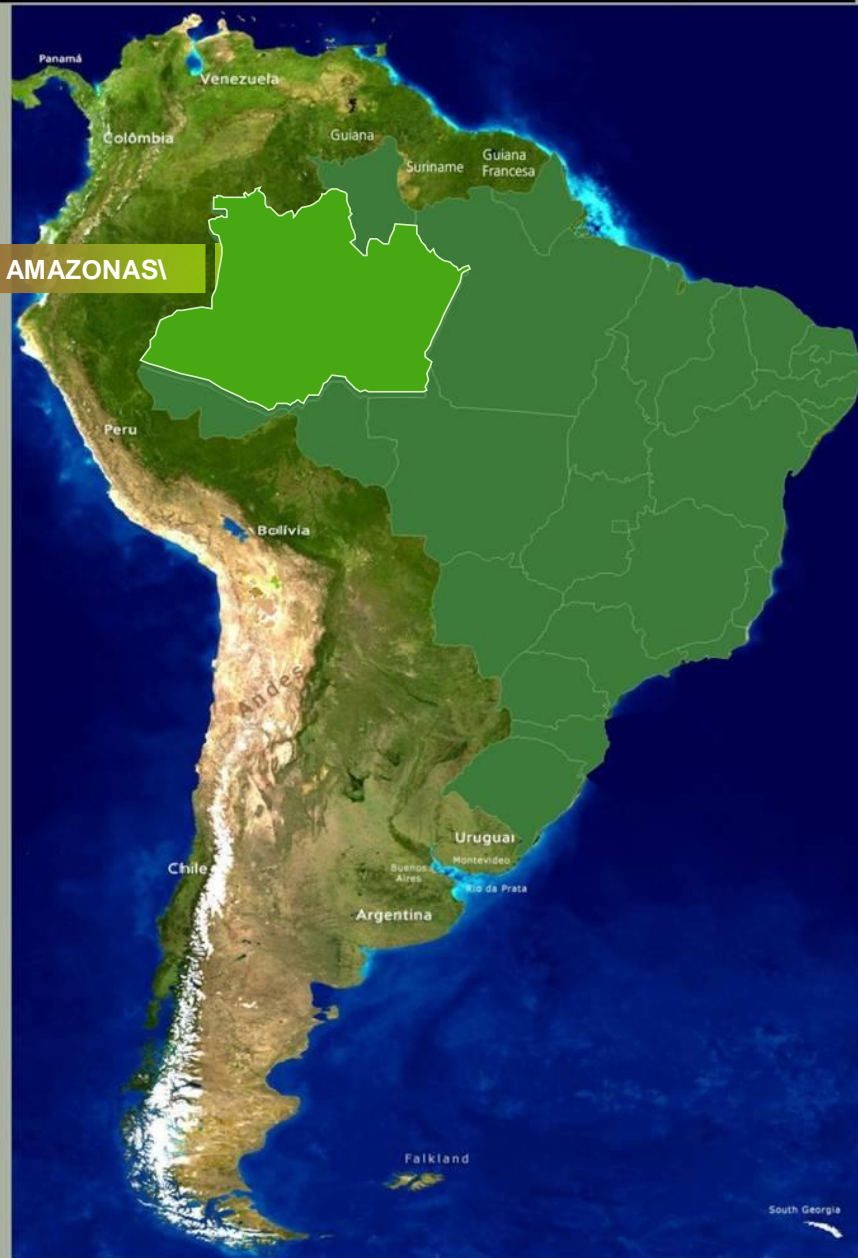 Panamá
Venezuela
Colômbia
Guiana
Suriname
Guiana
Francesa
AMAZONAS\
Peru
Bolívia
Andes
Uruguai
Montevideo
Chile
Buenos
Aires
Rio da Prata
Argentina
Falkland
South Georgia